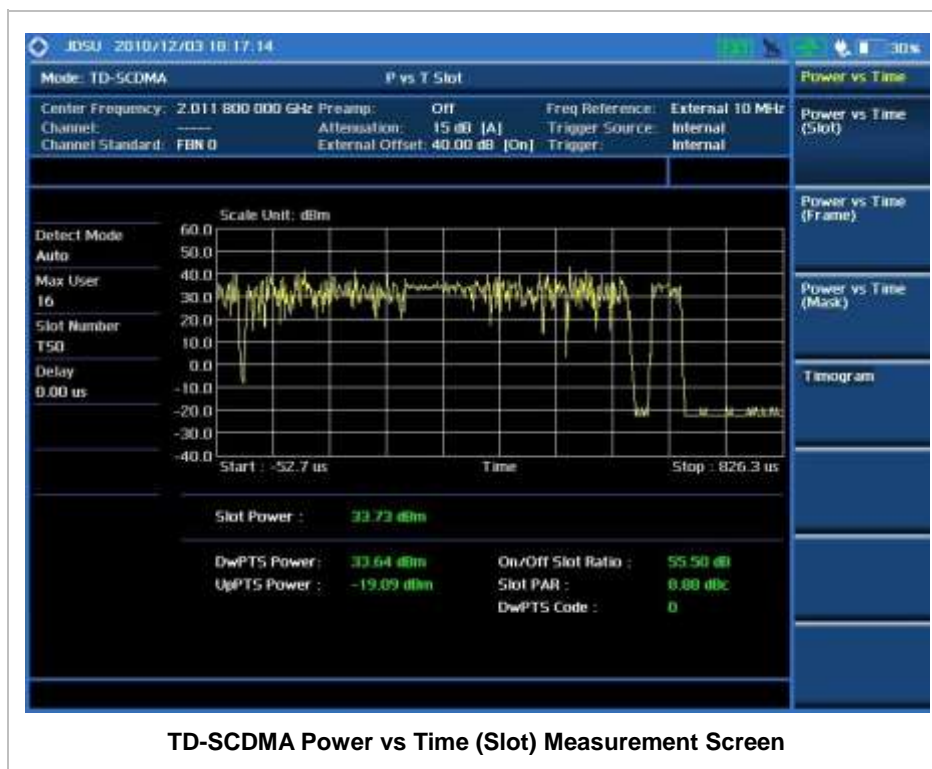 JDSU 2010/12/03 18:17:14
EXT
30%
Mode: TD-SCDMA
P vs T Slot
Power vs Time
Center Frequency: 2.011 800 000 GHz Preamp: Off Freq Reference: External 10 MHz
Channel: ----- Attenuation: 15 dB [A] Trigger Source: Internal
Channel Standard: FBN 0 External Offset: 40.00 dB [On] Trigger: Internal
Power vs Time
(Slot)
Power vs Time
(Frame)
Power vs Time
(Mask)
Timogram
Detect Mode
Auto
Max User
16
Slot Number
TS0
Delay
0.00 us
Scale Unit: dBm
60.0
50.0
40.0
30.0
20.0
10.0
0.0
-10.0
-20.0
-30.0
-40.0
Start : -52.7 us Time Stop : 826.3 us
Slot Power : 33.73 dBm
DwPTS Power: 33.64 dBm On/Off Slot Ratio : 55.50 dB
UpPTS Power : -19.09 dBm Slot PAR : 8.88 dBc
DwPTS Code : 0
TD-SCDMA Power vs Time (Slot) Measurement Screen